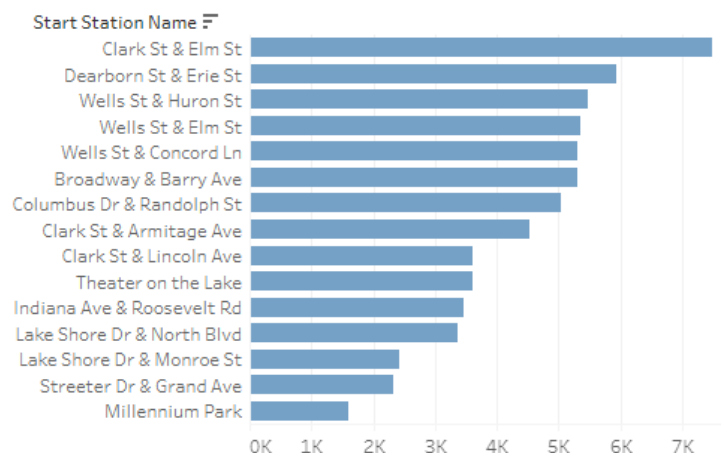 Start Station Name
Clark St & Elm St
Dearborn St & Erie St
Wells St & Huron St
Wells St & Elm St
Wells St & Concord Ln
Broadway & Barry Ave
Columbus Dr & Randolph St
Clark St & Armitage Ave
Clark St & Lincoln Ave
Theater on the Lake
Indiana Ave & Roosevelt Rd
Lake Shore Dr & North Blvd
Lake Shore Dr & Monroe St
Streeter Dr & Grand Ave
Millennium Park
0K 1K 2K 3K 4K 5K 6K 7K